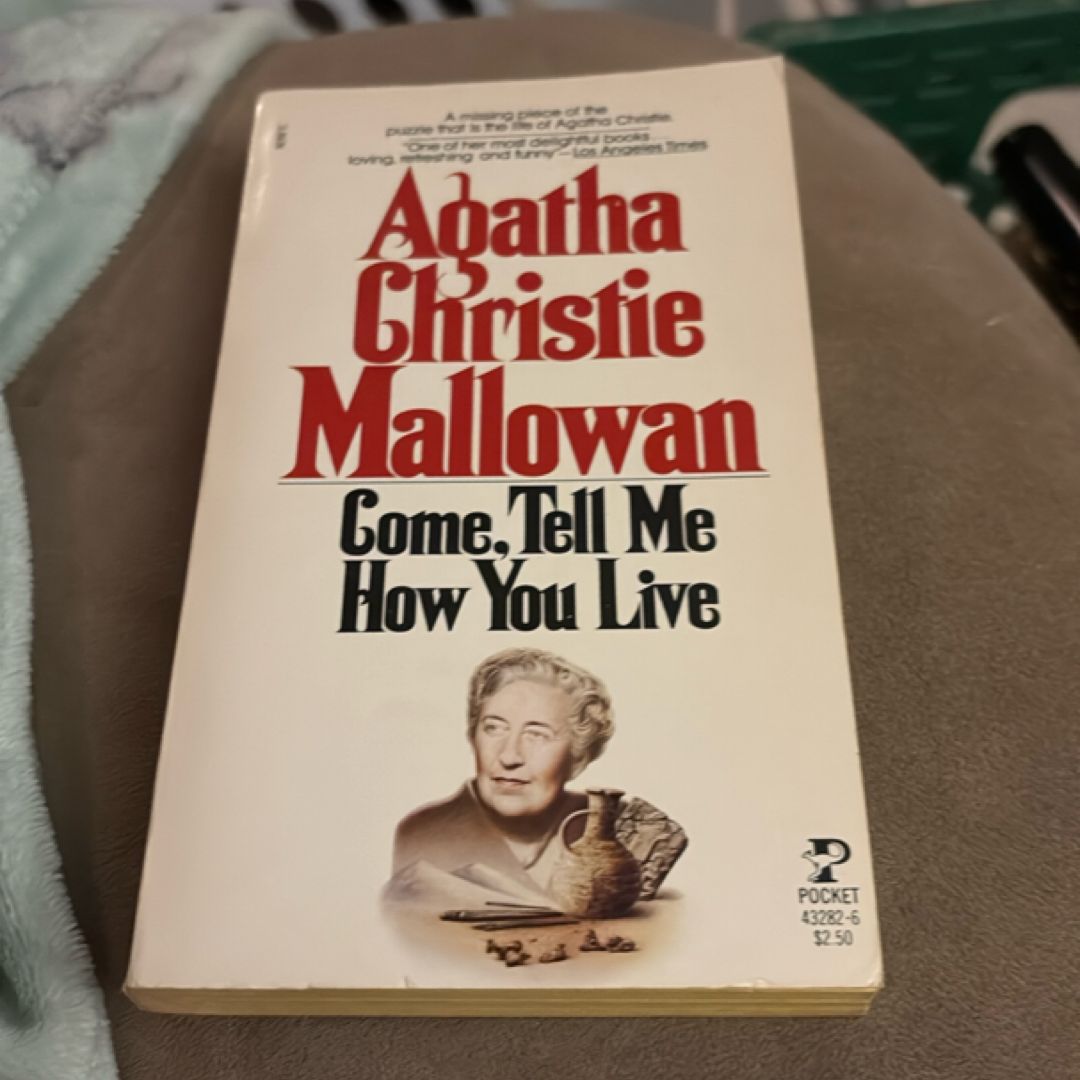 A missing piece of the
puzzle that is the life of Agatha Christie.
"One of her most delightful books
loving, refreshing and funny — Los Angeles Times
Agatha
Christie
Mallowan
Come, Tell Me
How You Live
POCKET
43282-6
$2.50